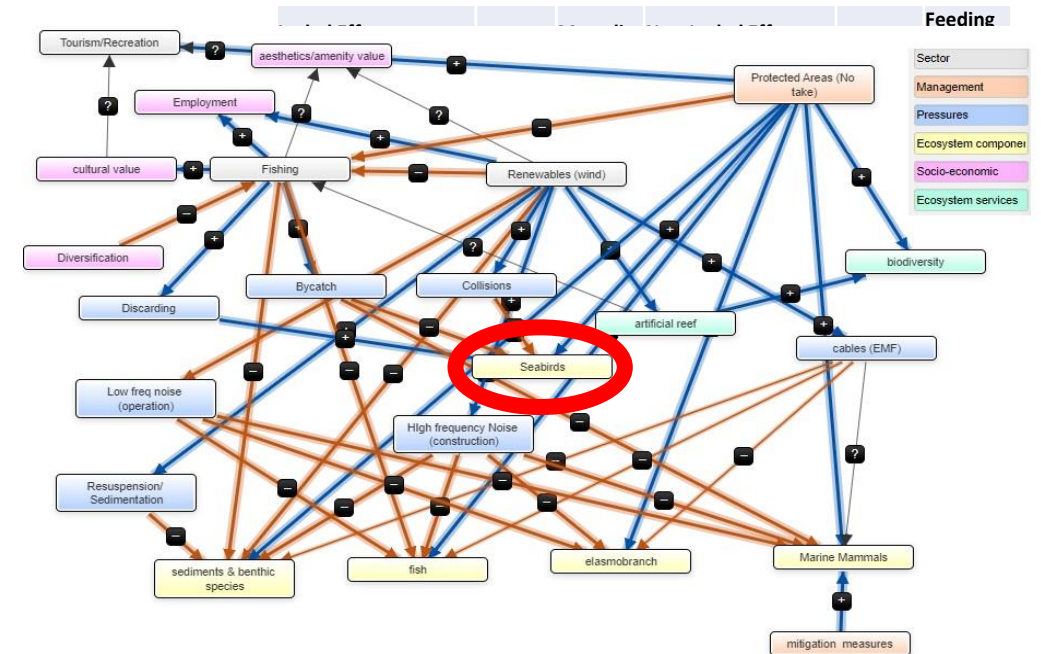 Feeding
Tourism/Recreation
?
aesthetics/amenity value
+
Protected Areas (No
take)
Sector
Management
Pressures
Ecosystem componen
Socio-economic
Ecosystem services
?
Employment
?
?
−
+
+
cultural value
+
Fishing
−
Renewables (wind)
+
−
+
+
+
+
?
+
+
Diversification
biodiversity
Bycatch
Collisions
+
+
Discarding
+
−
−
artificial reef
+
cables (EMF)
+
Seabirds
−
−
−
Low freq noise
(operation)
−
HIgh frequency Noise
(construction)
−
−
?
Resuspension/
Sedimentation
−
−
−
−
−
−
−
−
−
sediments & benthic
species
fish
elasmobranch
Marine Mammals
+
mitigation measures